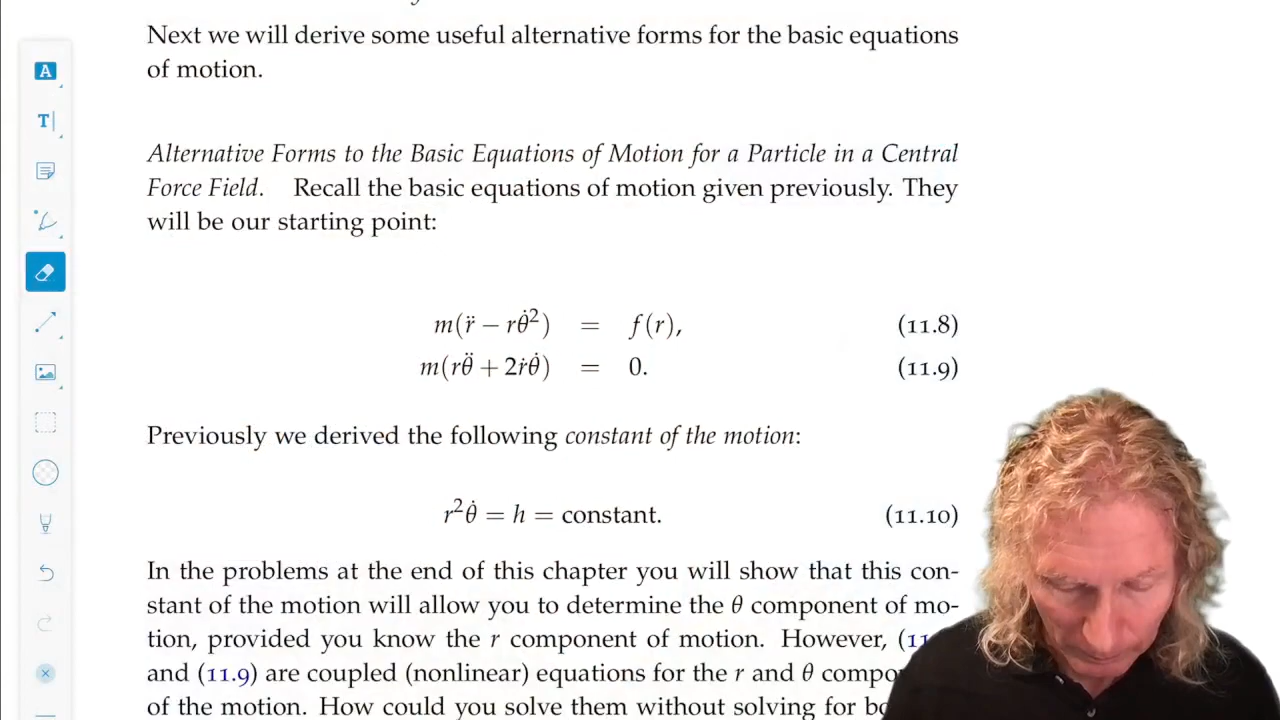 Next we will derive some useful alternative forms for the basic equations
of motion.
Alternative Forms to the Basic Equations of Motion for a Particle in a Central
Force Field. Recall the basic equations of motion given previously. They
will be our starting point:
m(r̈ − rθ̇²) = f(r), (11.8)
m(rθ̈ + 2ṙθ̇) = 0. (11.9)
Previously we derived the following constant of the motion:
r²θ̇ = h = constant. (11.10)
In the problems at the end of this chapter you will show that this con-
stant of the motion will allow you to determine the θ component of mo-
tion, provided you know the r component of motion. However, (11.
and (11.9) are coupled (nonlinear) equations for the r and θ compo
of the motion. How could you solve them without solving for bo
A
T